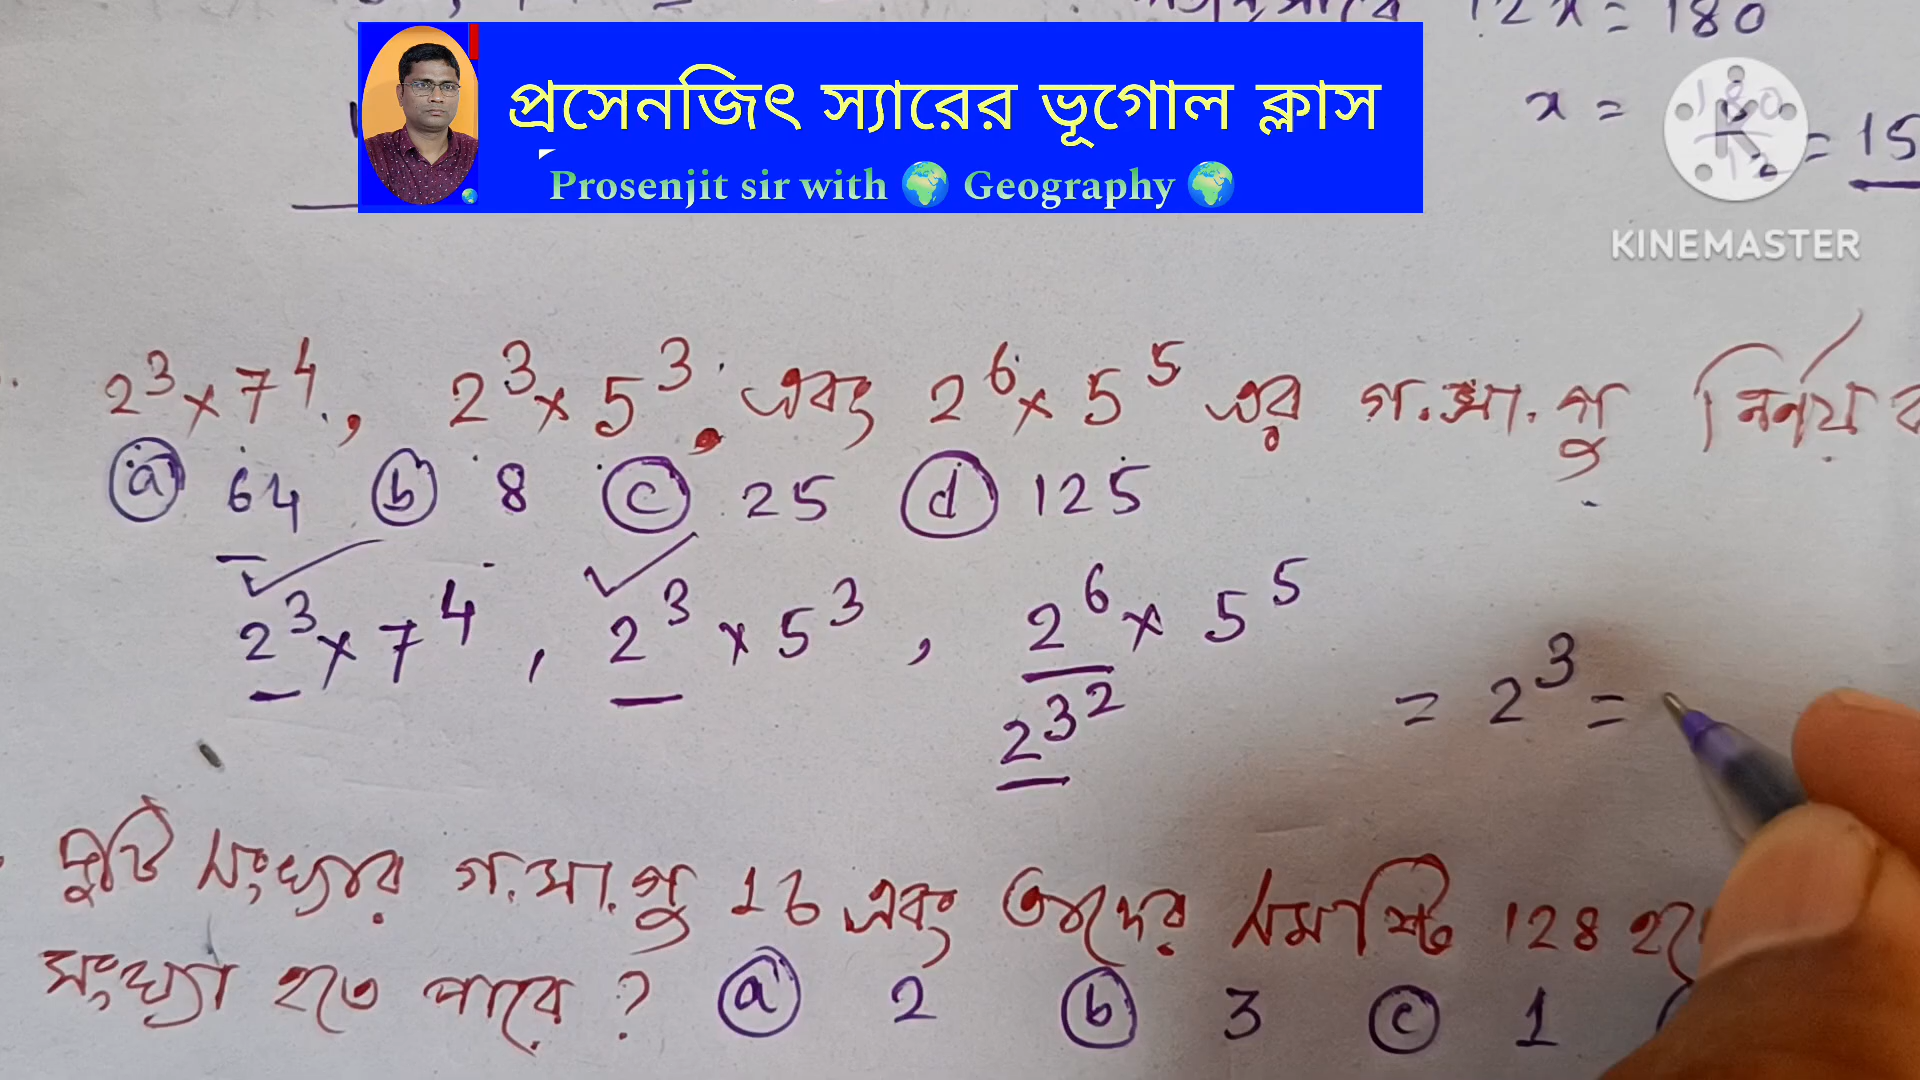 12x = 180
প্রসেনজিৎ স্যারের ভূগোল ক্লাস
Prosenjit sir with Geography
x = 180/12 = 15
KINEMASTER
2³ × 7⁴, 2³ × 5³ এবং 2⁶ × 5⁵ এর গ.সা.গু নির্ণয়
ⓐ 64 ⓑ 8 ⓒ 25 ⓓ 125
2³ × 7⁴, 2³ × 5³, 2⁶ × 5⁵
2³² = 2³ =
দুটি সংখ্যার গ.সা.গু 16 এবং তাদের সমষ্টি 128
সংখ্যা হতে পারে? ⓐ 2 ⓑ 3 ⓒ 1